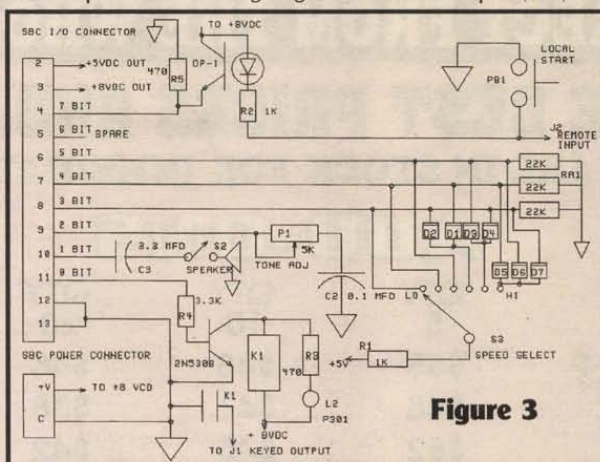 SBC I/O CONNECTOR
TO +8VDC
2 +5VDC OUT
3 +8VDC OUT
4 7 BIT
5 6 BIT SPARE
6 5 BIT
7 4 BIT
8 3 BIT
9 2 BIT
10 1 BIT
11 0 BIT
12
13
470
R5
OP-1
R2 1K
PB1
LOCAL
START
J2
REMOTE
INPUT
22K
22K
RA1
22K
D2 D1 D3 D4
D5 D6 D7
P1
5K
TONE ADJ
3.3 MFD
C3
S2
SPEAKER
C2 0.1 MFD
LO
HI
S3
SPEED SELECT
R1
1K
+5V
3.3K
R4
2N5308
K1
R3
470
L2
P301
K1
+ 8VDC
TO J1 KEYED OUTPUT
SBC POWER CONNECTOR
+V TO +8 VCD
C
Figure 3